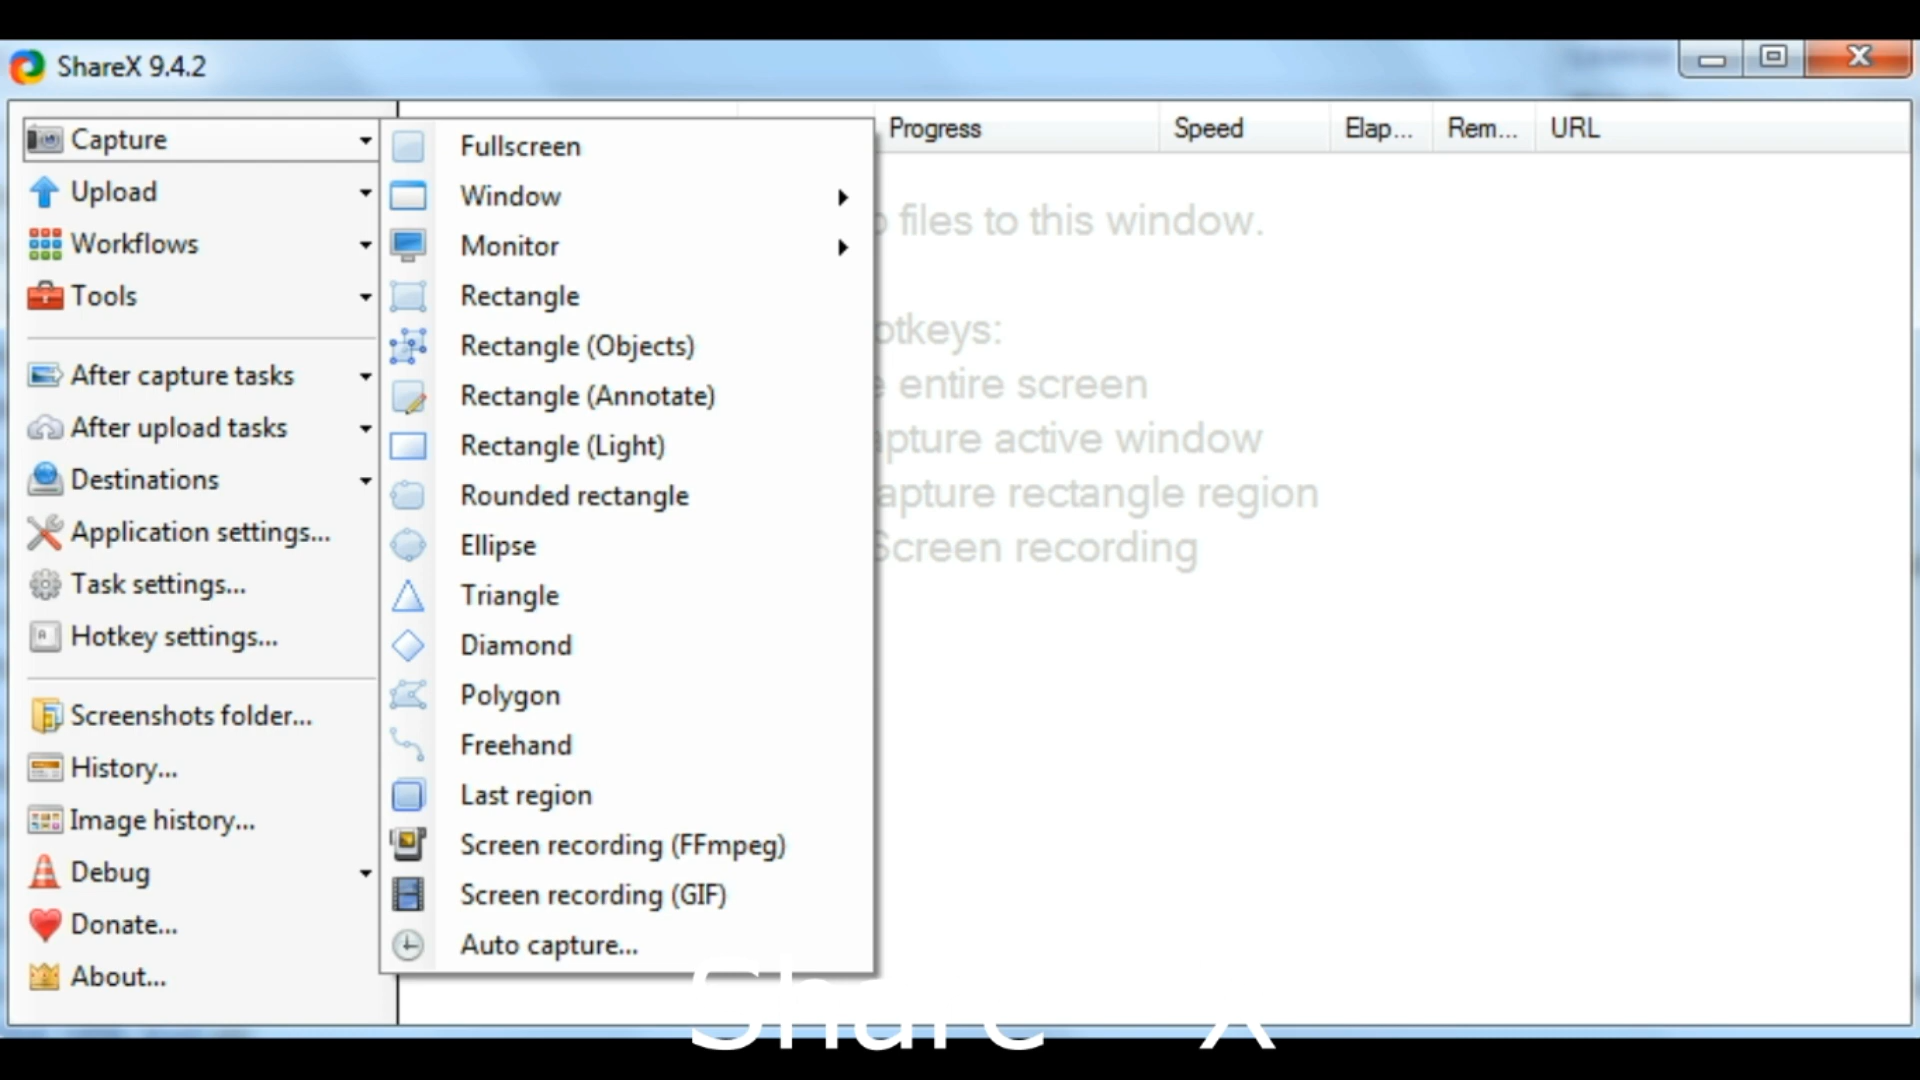 ShareX 9.4.2
Capture
Upload
Workflows
Tools
After capture tasks
After upload tasks
Destinations
Application settings...
Task settings...
Hotkey settings...
Screenshots folder...
History...
Image history...
Debug
Donate...
About...
Fullscreen
Window
Monitor
Rectangle
Rectangle (Objects)
Rectangle (Annotate)
Rectangle (Light)
Rounded rectangle
Ellipse
Triangle
Diamond
Polygon
Freehand
Last region
Screen recording (FFmpeg)
Screen recording (GIF)
Auto capture...
Progress Speed Elap... Rem... URL
files to this window.
entire screen
active window
rectangle region
Screen recording
Share X